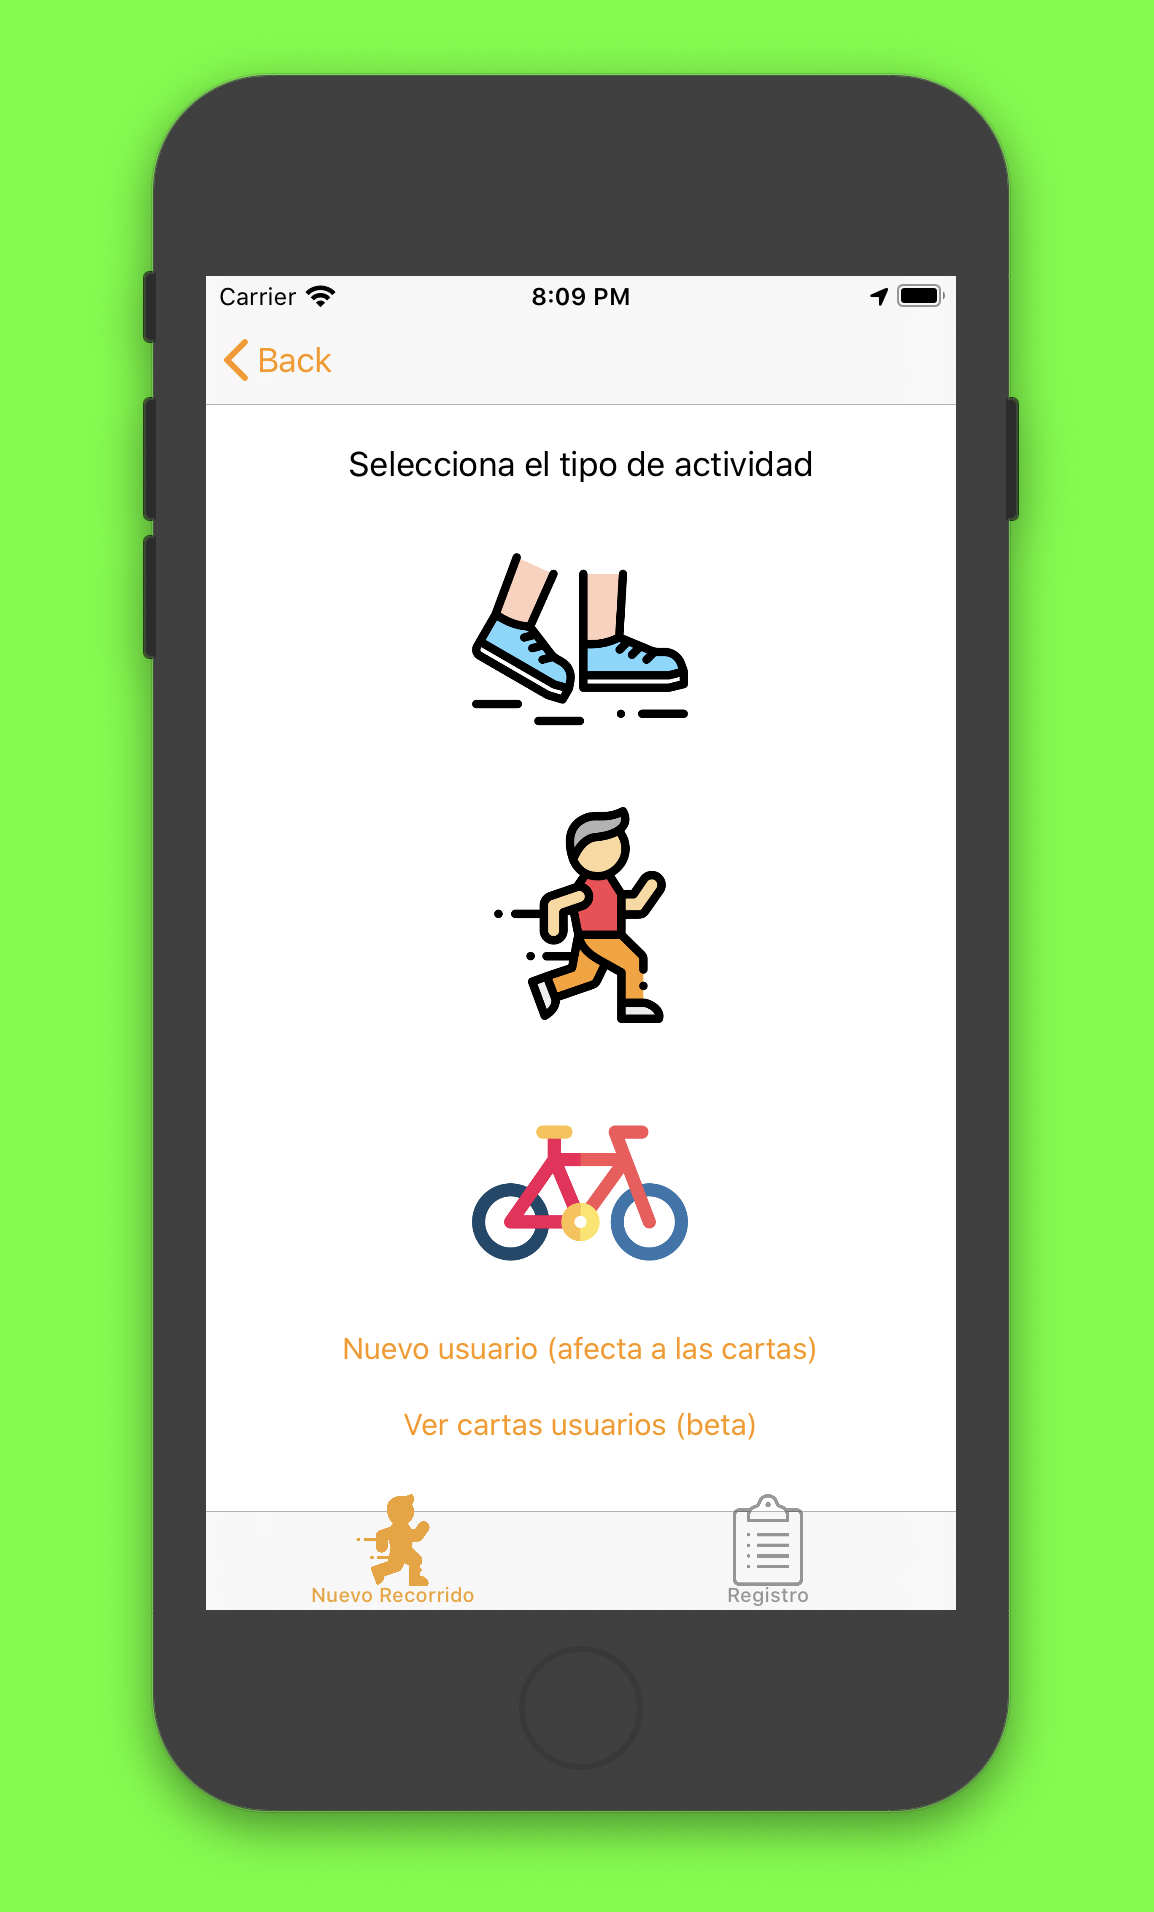 Carrier
8:09 PM
Back
Selecciona el tipo de actividad
Nuevo usuario (afecta a las cartas)
Ver cartas usuarios (beta)
Nuevo Recorrido
Registro